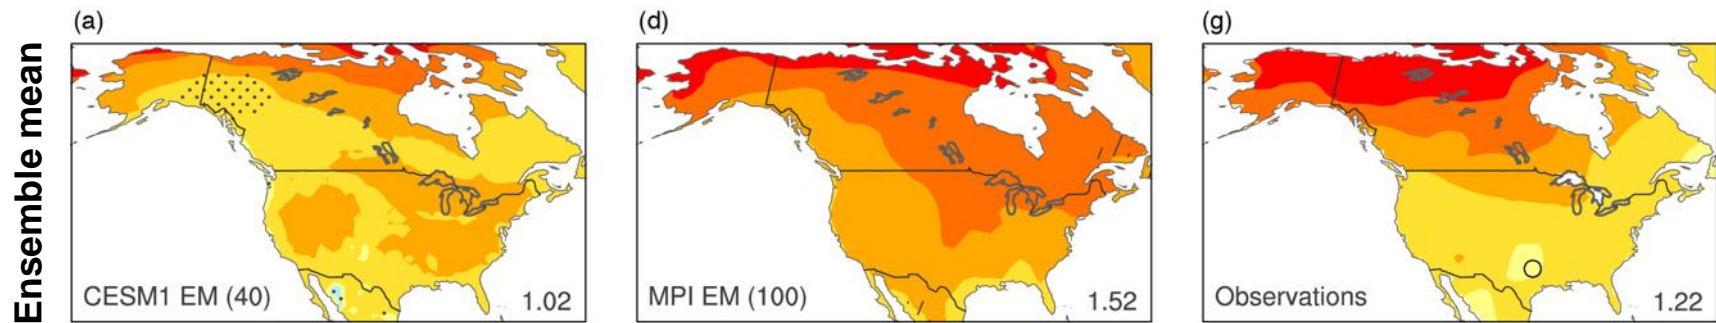 Ensemble mean
(a)
CESM1 EM (40)
1.02
(d)
MPI EM (100)
1.52
(g)
Observations
1.22